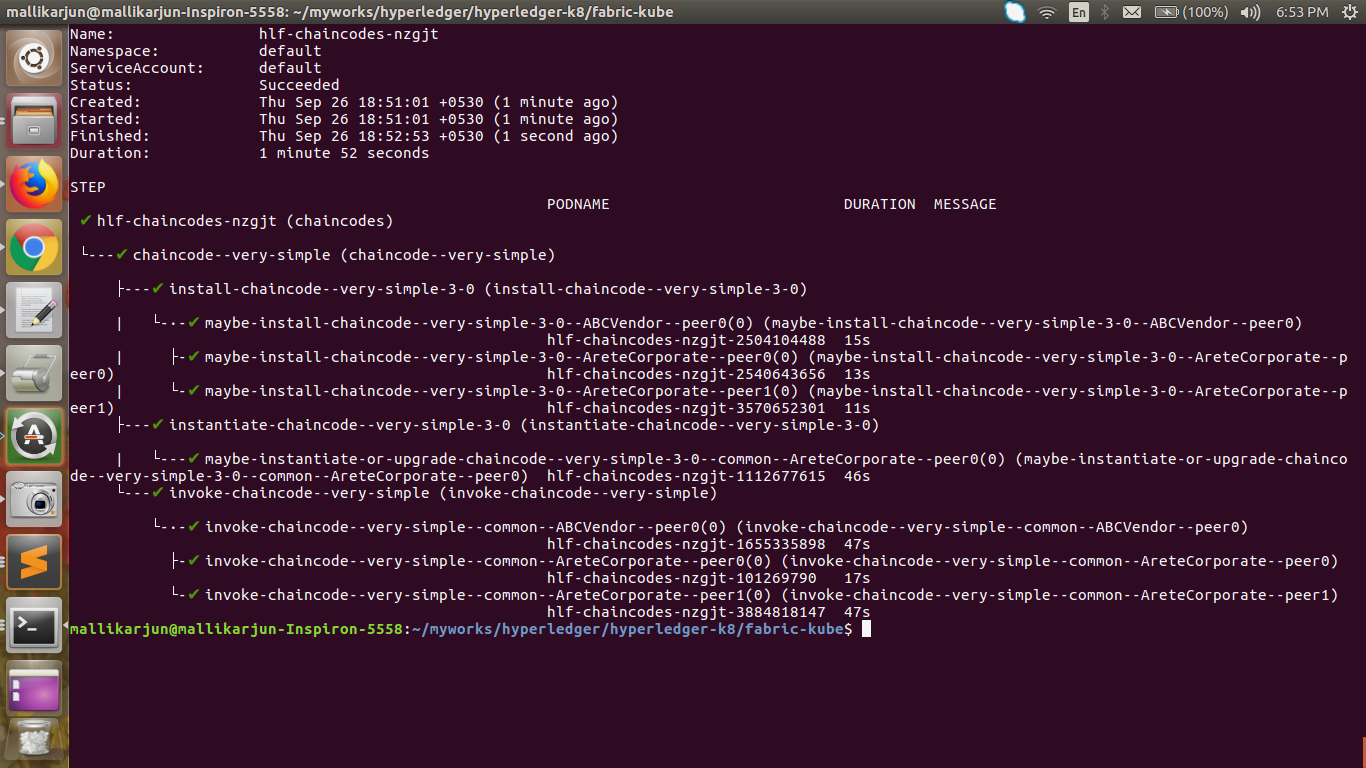 mallikarjun@mallikarjun-Inspiron-5558: ~/myworks/hyperledger/hyperledger-k8/fabric-kube
En (100%) 6:53 PM
Name: hlf-chaincodes-nzgjt
Namespace: default
ServiceAccount: default
Status: Succeeded
Created: Thu Sep 26 18:51:01 +0530 (1 minute ago)
Started: Thu Sep 26 18:51:01 +0530 (1 minute ago)
Finished: Thu Sep 26 18:52:53 +0530 (1 second ago)
Duration: 1 minute 52 seconds
STEP
PODNAME DURATION MESSAGE
✔ hlf-chaincodes-nzgjt (chaincodes)
└---✔ chaincode--very-simple (chaincode--very-simple)
├---✔ install-chaincode--very-simple-3-0 (install-chaincode--very-simple-3-0)
| └-·-✔ maybe-install-chaincode--very-simple-3-0--ABCVendor--peer0(0) (maybe-install-chaincode--very-simple-3-0--ABCVendor--peer0)
hlf-chaincodes-nzgjt-2504104488 15s
| ├-✔ maybe-install-chaincode--very-simple-3-0--AreteCorporate--peer0(0) (maybe-install-chaincode--very-simple-3-0--AreteCorporate--p
eer0) hlf-chaincodes-nzgjt-2540643656 13s
| └-✔ maybe-install-chaincode--very-simple-3-0--AreteCorporate--peer1(0) (maybe-install-chaincode--very-simple-3-0--AreteCorporate--p
eer1) hlf-chaincodes-nzgjt-3570652301 11s
├---✔ instantiate-chaincode--very-simple-3-0 (instantiate-chaincode--very-simple-3-0)
| └---✔ maybe-instantiate-or-upgrade-chaincode--very-simple-3-0--common--AreteCorporate--peer0(0) (maybe-instantiate-or-upgrade-chainco
de--very-simple-3-0--common--AreteCorporate--peer0) hlf-chaincodes-nzgjt-1112677615 46s
└---✔ invoke-chaincode--very-simple (invoke-chaincode--very-simple)
└-·-✔ invoke-chaincode--very-simple--common--ABCVendor--peer0(0) (invoke-chaincode--very-simple--common--ABCVendor--peer0)
hlf-chaincodes-nzgjt-1655335898 47s
├-✔ invoke-chaincode--very-simple--common--AreteCorporate--peer0(0) (invoke-chaincode--very-simple--common--AreteCorporate--peer0)
hlf-chaincodes-nzgjt-101269790 17s
└-✔ invoke-chaincode--very-simple--common--AreteCorporate--peer1(0) (invoke-chaincode--very-simple--common--AreteCorporate--peer1)
hlf-chaincodes-nzgjt-3884818147 47s
mallikarjun@mallikarjun-Inspiron-5558:~/myworks/hyperledger/hyperledger-k8/fabric-kube$